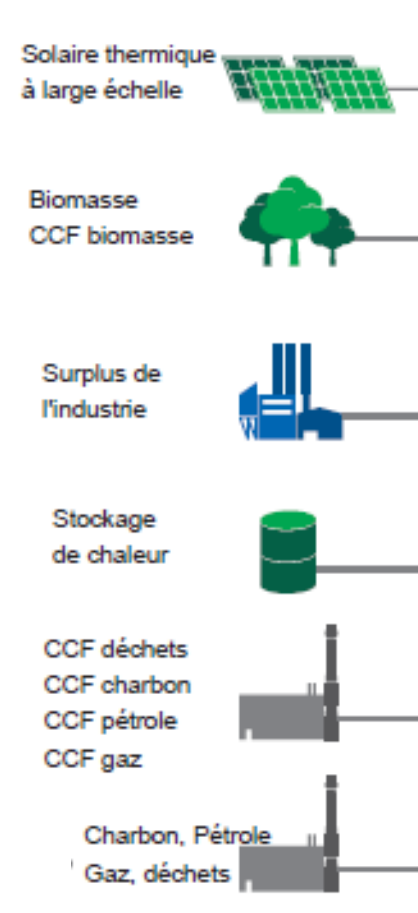 Solaire thermique
à large échelle
Biomasse
CCF biomasse
Surplus de
l'industrie
Stockage
de chaleur
CCF déchets
CCF charbon
CCF pétrole
CCF gaz
Charbon, Pétrole
Gaz, déchets